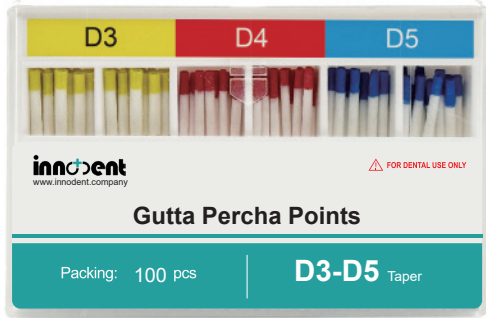 D3 D4 D5
innodent
www.innodent.company
FOR DENTAL USE ONLY
Gutta Percha Points
Packing: 100 pcs
D3-D5 Taper